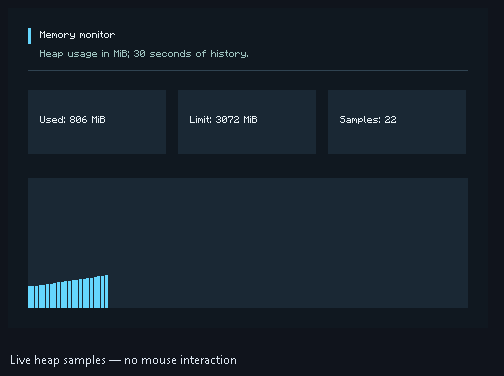 Memory monitor
Heap usage in MiB; 30 seconds of history.
Used: 806 MiB
Limit: 3072 MiB
Samples: 22
Live heap samples — no mouse interaction